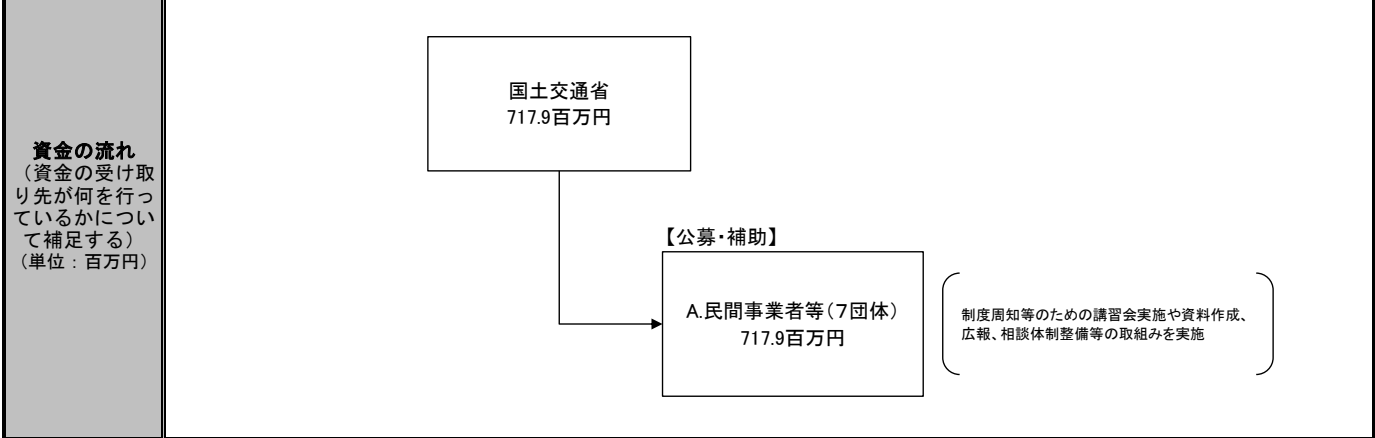 資金の流れ
（資金の受け取
り先が何を行っ
ているかについ
て補足する）
（単位：百万円）
国土交通省
717.9百万円
【公募・補助】
A.民間事業者等（7団体）
717.9百万円
制度周知等のための講習会実施や資料作成、
広報、相談体制整備等の取組みを実施